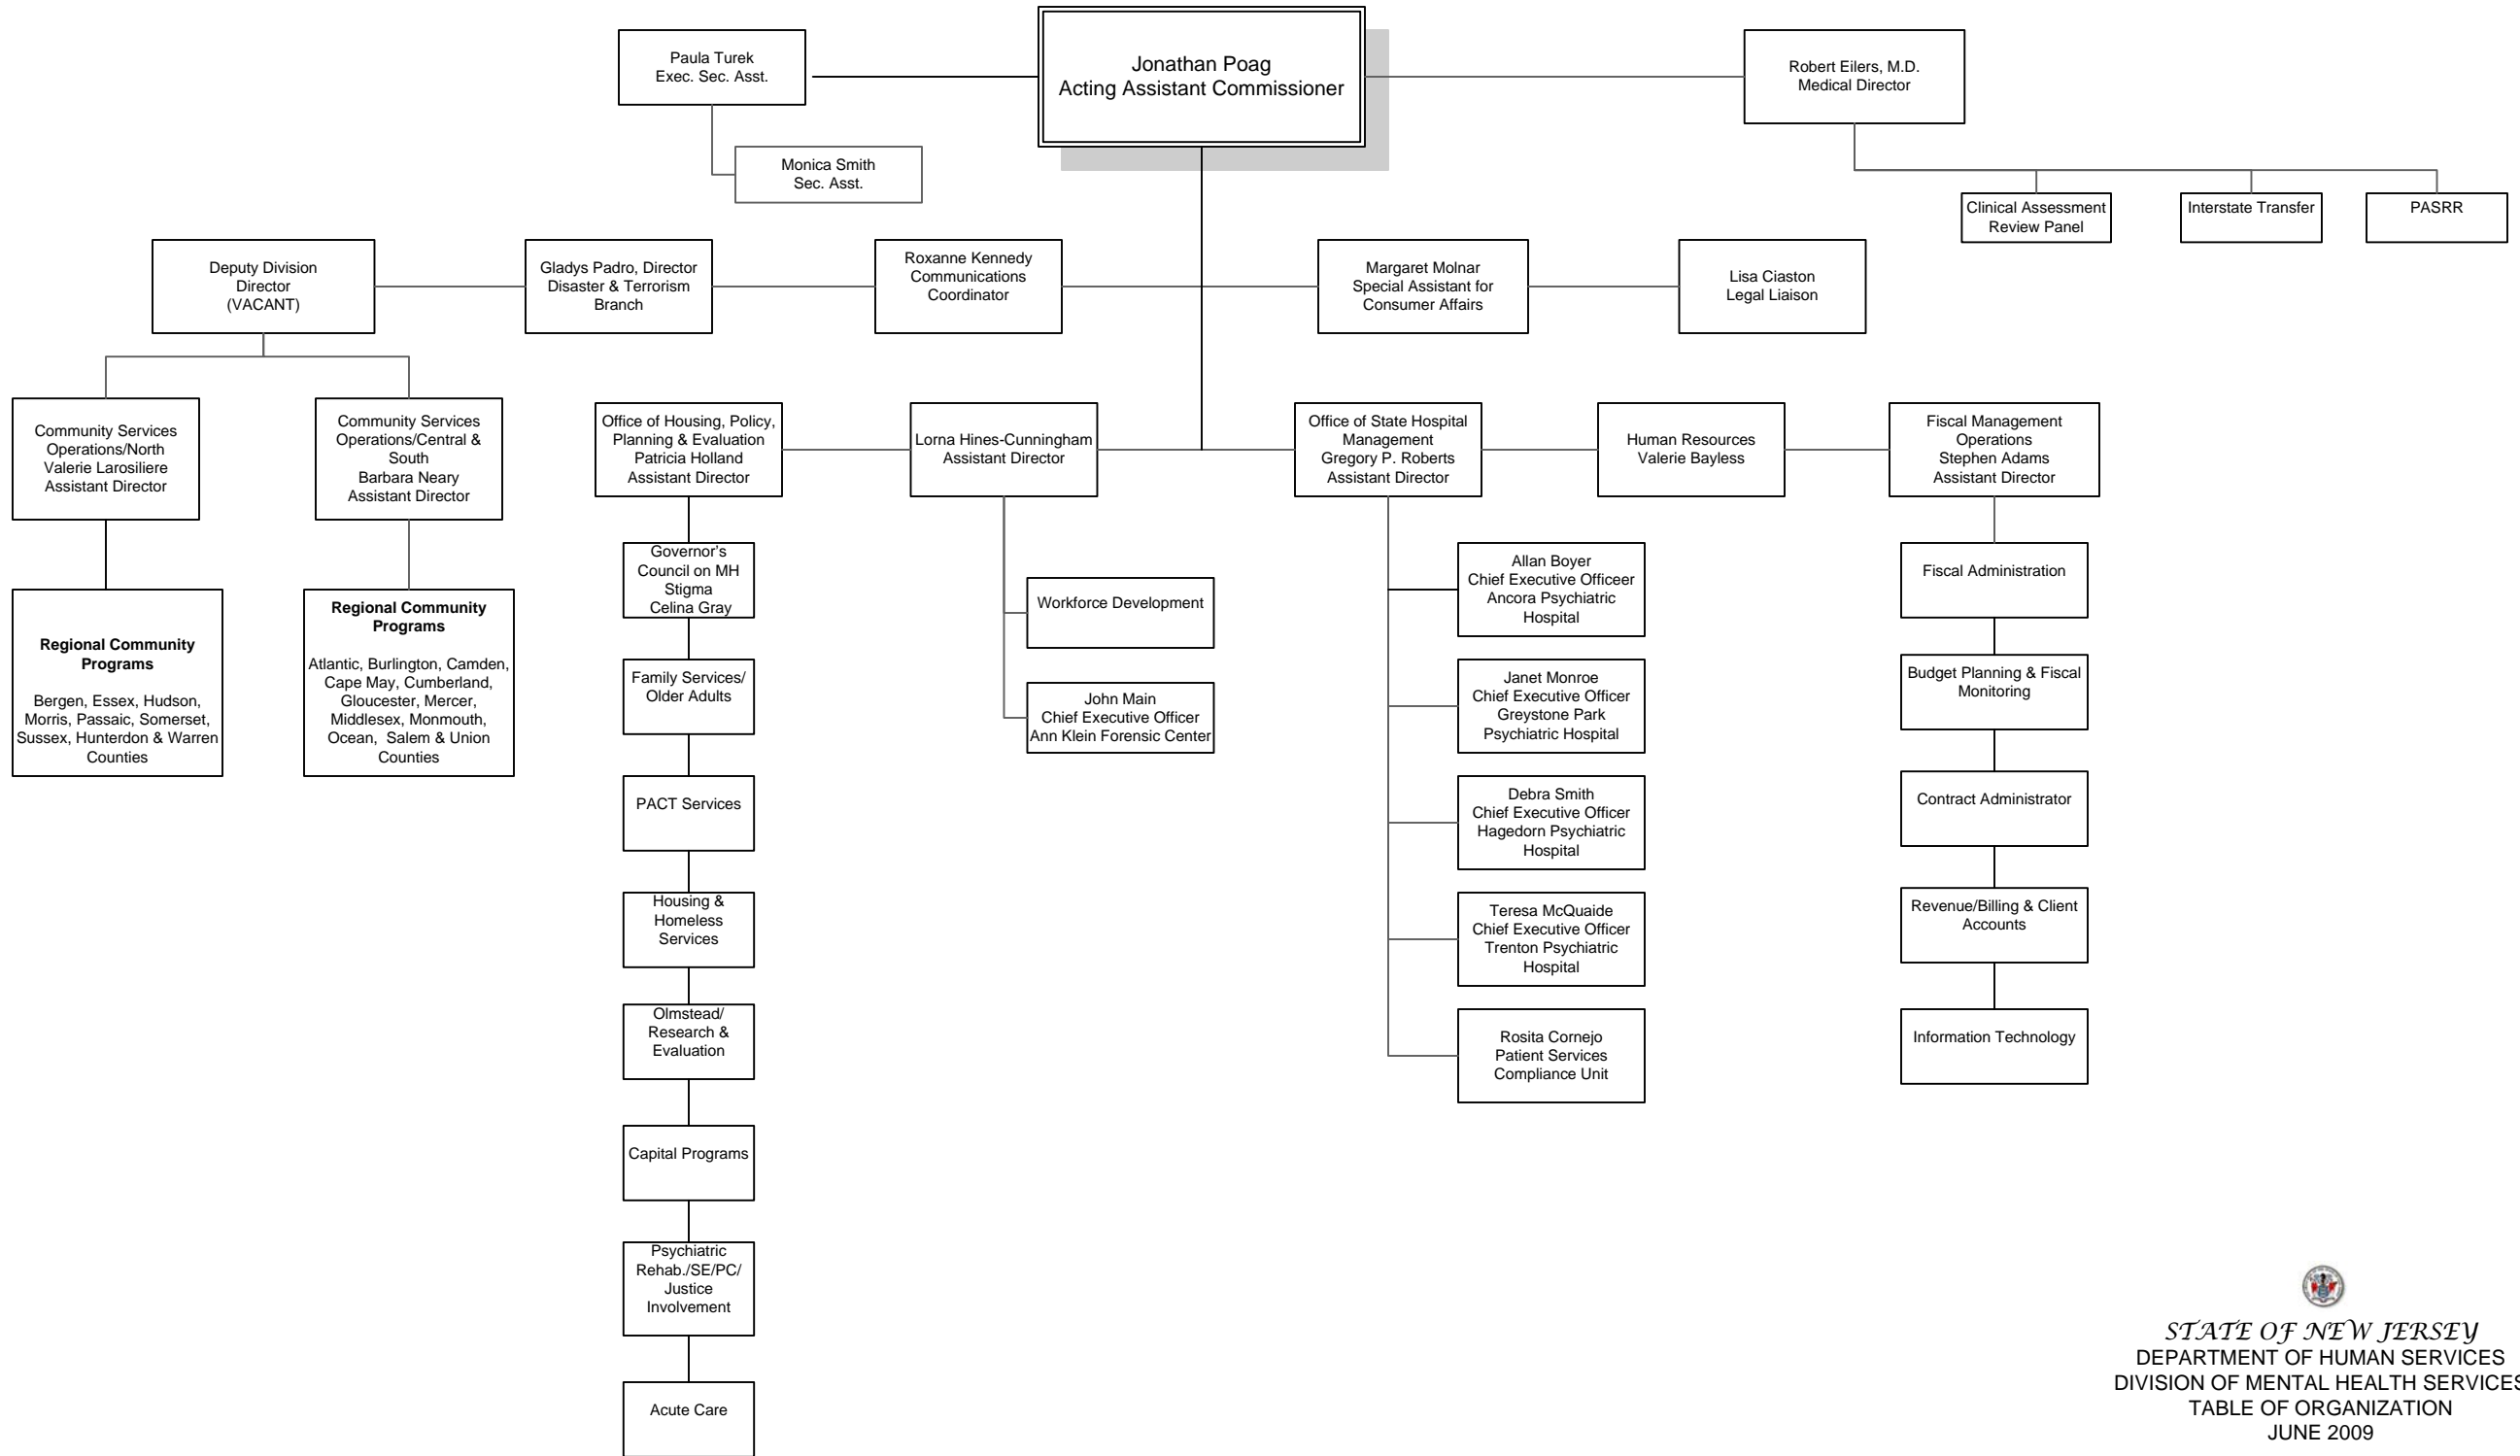 Jonathan Poag
Acting Assistant Commissioner
Paula Turek
Exec. Sec. Asst.
Robert Eilers, M.D.
Medical Director
Monica Smith
Sec. Asst.
Clinical Assessment
Review Panel
Interstate Transfer
PASRR
Deputy Division
Director
(VACANT)
Gladys Padro, Director
Disaster & Terrorism
Branch
Roxanne Kennedy
Communications
Coordinator
Margaret Molnar
Special Assistant for
Consumer Affairs
Lisa Ciaston
Legal Liaison
Community Services
Operations/North
Valerie Larosiliere
Assistant Director
Community Services
Operations/Central &
South
Barbara Neary
Assistant Director
Office of Housing, Policy,
Planning & Evaluation
Patricia Holland
Assistant Director
Lorna Hines-Cunningham
Assistant Director
Office of State Hospital
Management
Gregory P. Roberts
Assistant Director
Human Resources
Valerie Bayless
Fiscal Management
Operations
Stephen Adams
Assistant Director
Regional Community
Programs
Bergen, Essex, Hudson,
Morris, Passaic, Somerset,
Sussex, Hunterdon & Warren
Counties
Regional Community
Programs
Atlantic, Burlington, Camden,
Cape May, Cumberland,
Gloucester, Mercer,
Middlesex, Monmouth,
Ocean, Salem & Union
Counties
Governor's
Council on MH
Stigma
Celina Gray
Family Services/
Older Adults
PACT Services
Housing &
Homeless
Services
Olmstead/
Research &
Evaluation
Capital Programs
Psychiatric
Rehab./SE/PC/
Justice
Involvement
Acute Care
Workforce Development
John Main
Chief Executive Officer
Ann Klein Forensic Center
Allan Boyer
Chief Executive Officeer
Ancora Psychiatric
Hospital
Janet Monroe
Chief Executive Officer
Greystone Park
Psychiatric Hospital
Debra Smith
Chief Executive Officer
Hagedorn Psychiatric
Hospital
Teresa McQuaide
Chief Executive Officer
Trenton Psychiatric
Hospital
Rosita Cornejo
Patient Services
Compliance Unit
Fiscal Administration
Budget Planning & Fiscal
Monitoring
Contract Administrator
Revenue/Billing & Client
Accounts
Information Technology
STATE OF NEW JERSEY
DEPARTMENT OF HUMAN SERVICES
DIVISION OF MENTAL HEALTH SERVICES
TABLE OF ORGANIZATION
JUNE 2009